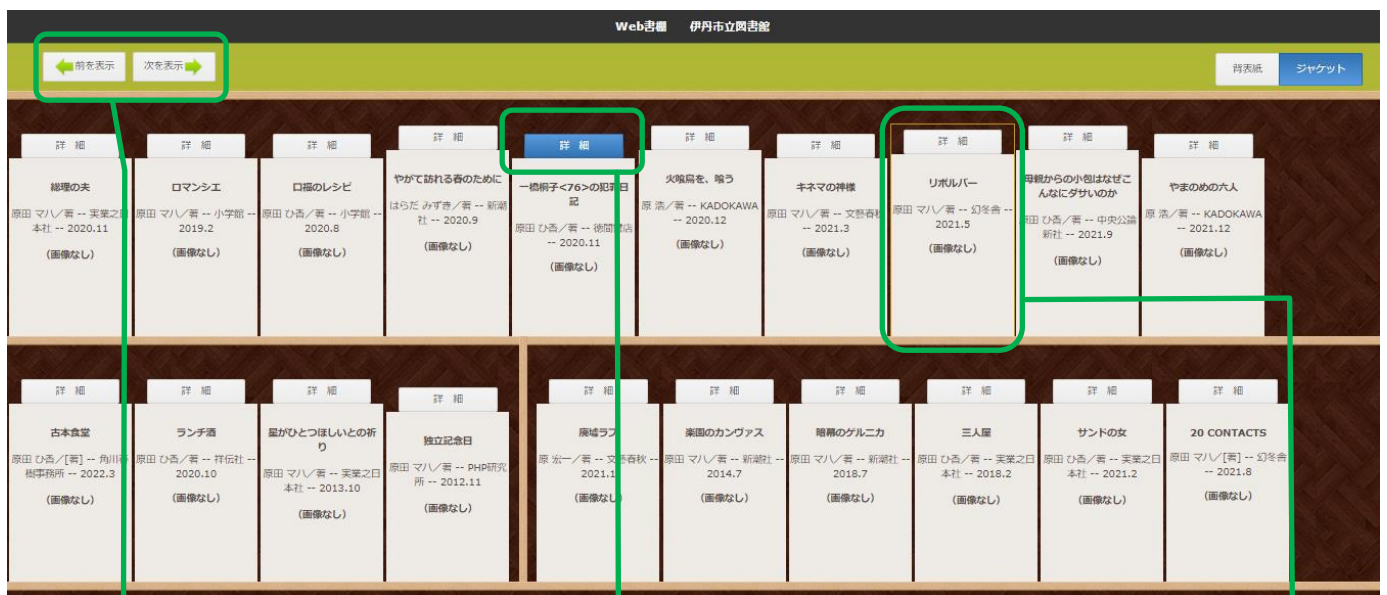 Web書棚 伊丹市立図書館
前を表示 次を表示 背表紙 ジャケット
詳 細
総理の夫
原田 マハ／著 -- 実業之日
本社 -- 2020.11
(画像なし)
詳 細
ロマンシエ
原田 マハ／著 -- 小学館 --
2019.2
(画像なし)
詳 細
口福のレシピ
原田 ひ香／著 -- 小学館 --
2020.8
(画像なし)
詳 細
やがて訪れる春のために
はらだ みずき／著 -- 新潮
社 -- 2020.9
(画像なし)
詳 細
一橋桐子<76>の犯罪日
記
原田 ひ香／著 -- 徳間書店
-- 2020.11
(画像なし)
詳 細
火喰鳥を、喰う
原 浩／著 -- KADOKAWA
-- 2020.12
(画像なし)
詳 細
キネマの神様
原田 マハ／著 -- 文藝春秋
-- 2021.3
(画像なし)
詳 細
リボルバー
原田 マハ／著 -- 幻冬舎 --
2021.5
(画像なし)
詳 細
母親からの小包はなぜこ
んなにダサいのか
原田 ひ香／著 -- 中央公論
新社 -- 2021.9
(画像なし)
詳 細
やまのめの六人
原 浩／著 -- KADOKAWA
-- 2021.12
(画像なし)
詳 細
古本食堂
原田 ひ香／[著] -- 角川春
樹事務所 -- 2022.3
(画像なし)
詳 細
ランチ酒
原田 ひ香／著 -- 祥伝社 --
2020.10
(画像なし)
詳 細
星がひとつほしいとの祈
り
原田 マハ／著 -- 実業之日
本社 -- 2013.10
(画像なし)
詳 細
独立記念日
原田 マハ／著 -- PHP研究
所 -- 2012.11
(画像なし)
詳 細
廃墟ラブ
原 宏一／著 -- 文藝春秋 --
2021.1
(画像なし)
詳 細
楽園のカンヴァス
原田 マハ／著 -- 新潮社 --
2014.7
(画像なし)
詳 細
暗幕のゲルニカ
原田 マハ／著 -- 新潮社 --
2018.7
(画像なし)
詳 細
三人屋
原田 ひ香／著 -- 実業之日
本社 -- 2018.2
(画像なし)
詳 細
サンドの女
原田 ひ香／著 -- 実業之日
本社 -- 2021.2
(画像なし)
詳 細
20 CONTACTS
原田 マハ／[著] -- 幻冬舎
-- 2021.8
(画像なし)